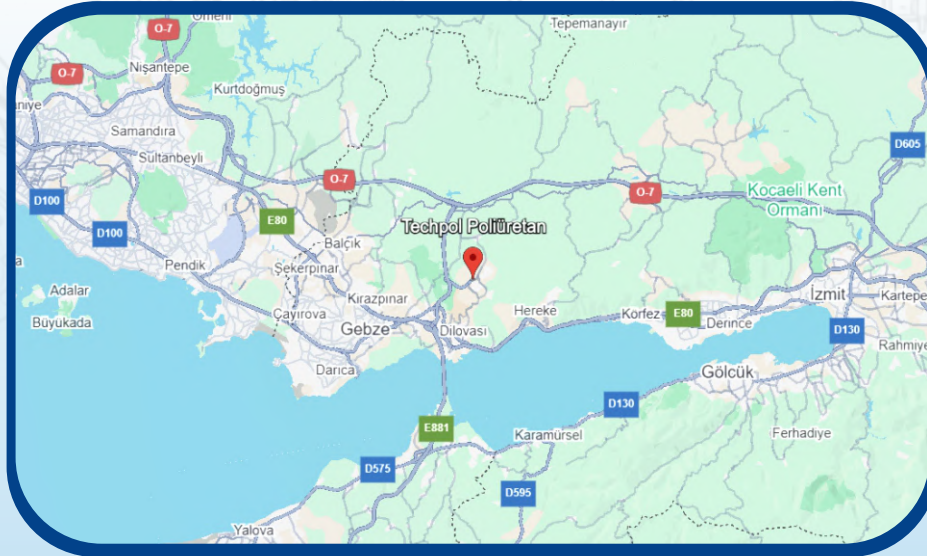 Ömerli
Tepemanayır
O-7
Nişantepe
O-7
Kurtdoğmuş
Samandıra
Sultanbeyli
D605
O-7
O-7
D100
Kocaeli Kent
Ormanı
E80
D100
Techpol Poliüretan
Balçık
Pendik
Şekerpınar
Adalar
Kirazpınar
İzmit
Kartepe
Büyükada
Çayırova
Hereke
Körfez
E80
Derince
Gebze
Dilovası
D130
Rahmiye
Darıca
Gölcük
D130
E881
Karamürsel
Ferhadiye
D575
D595
Yalova